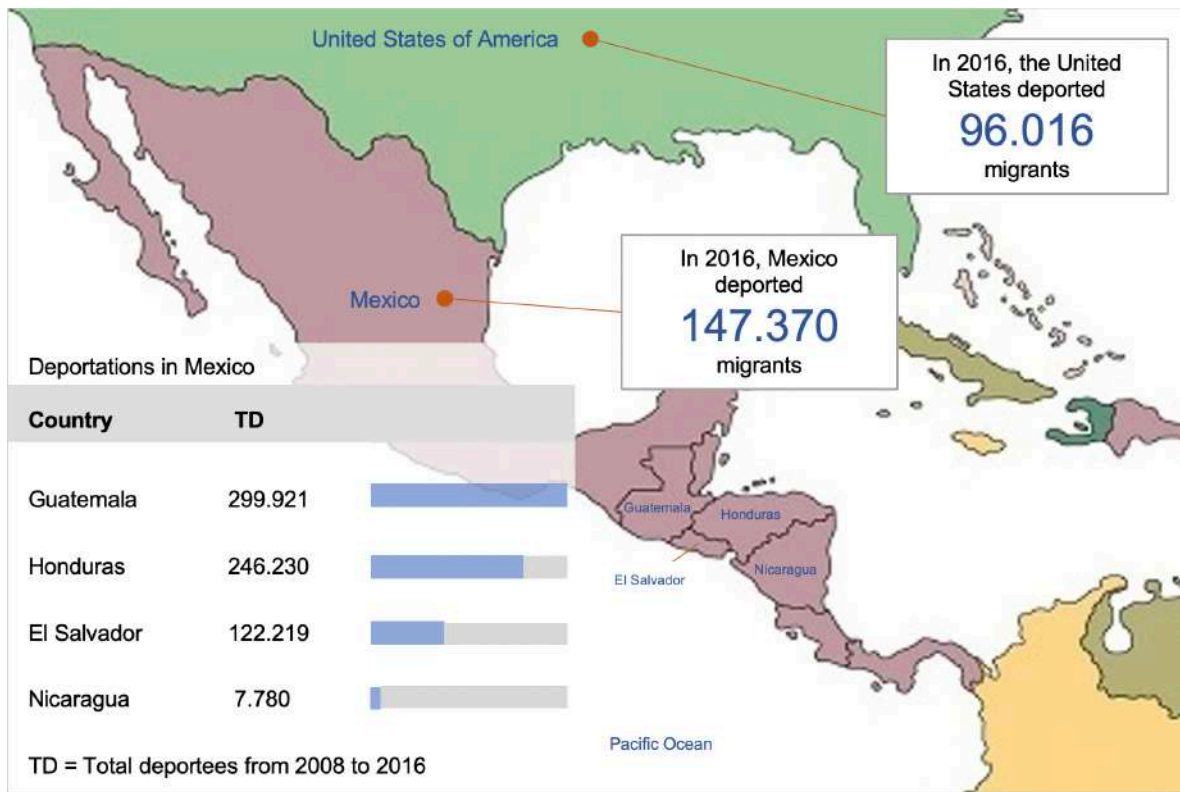 United States of America
In 2016, the United
States deported
96.016
migrants
In 2016, Mexico
deported
147.370
migrants
Mexico
Deportations in Mexico
Country TD
Guatemala 299.921
Honduras 246.230
El Salvador 122.219
Nicaragua 7.780
TD = Total deportees from 2008 to 2016
Guatemala
Honduras
El Salvador
Nicaragua
Pacific Ocean